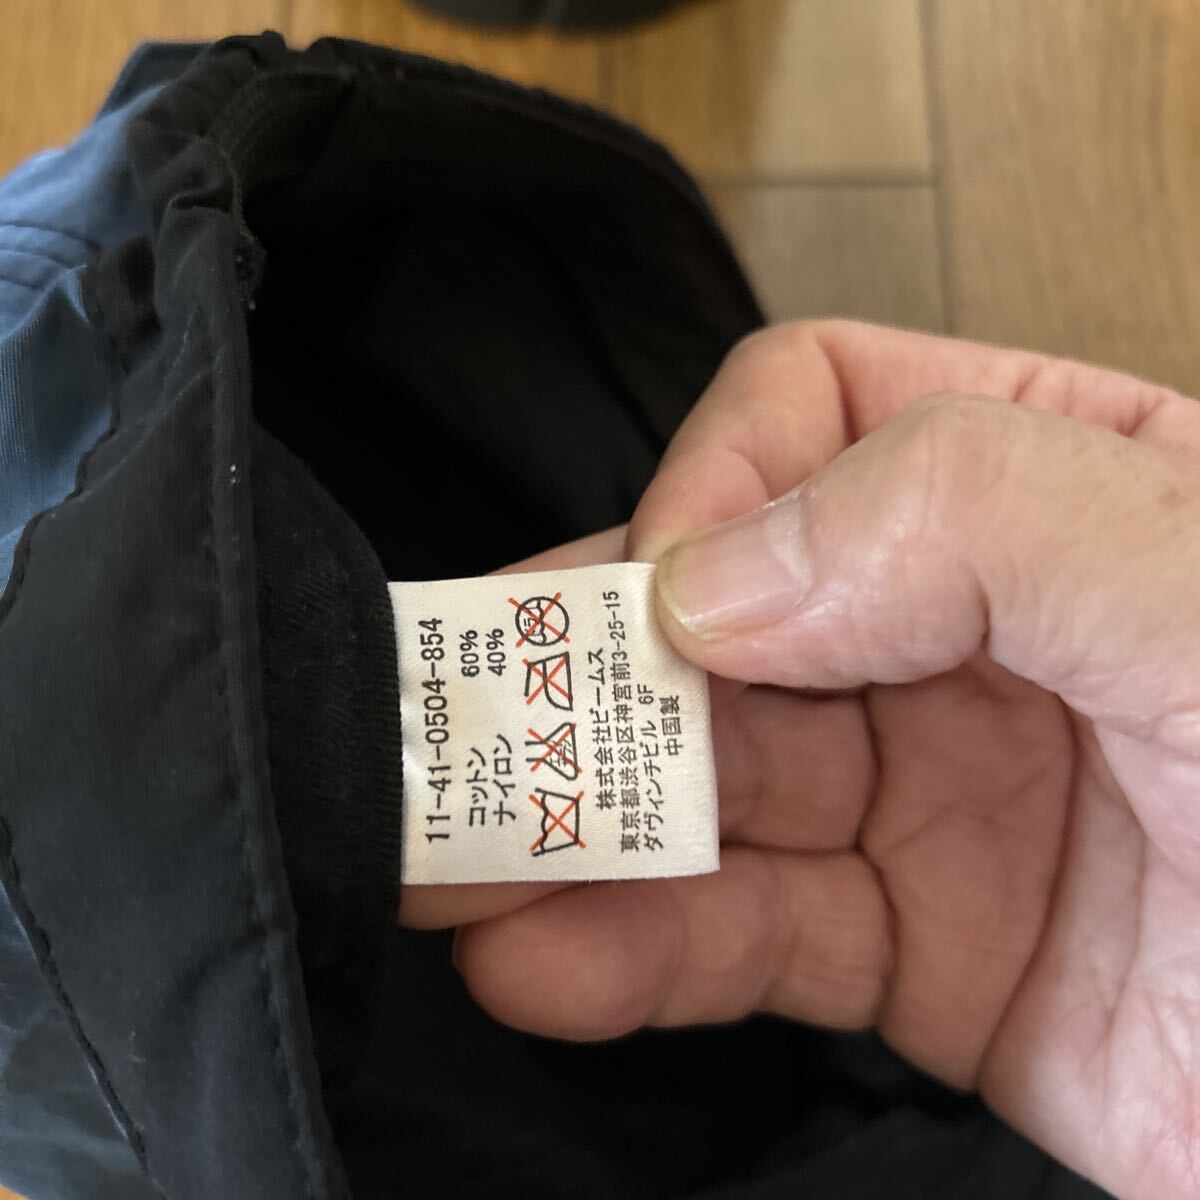 11-41-0504-854
コットン 60%
ナイロン 40%
株式会社ビームス
東京都渋谷区神宮前3-25-15
ダヴィンチビル 6F
中国製